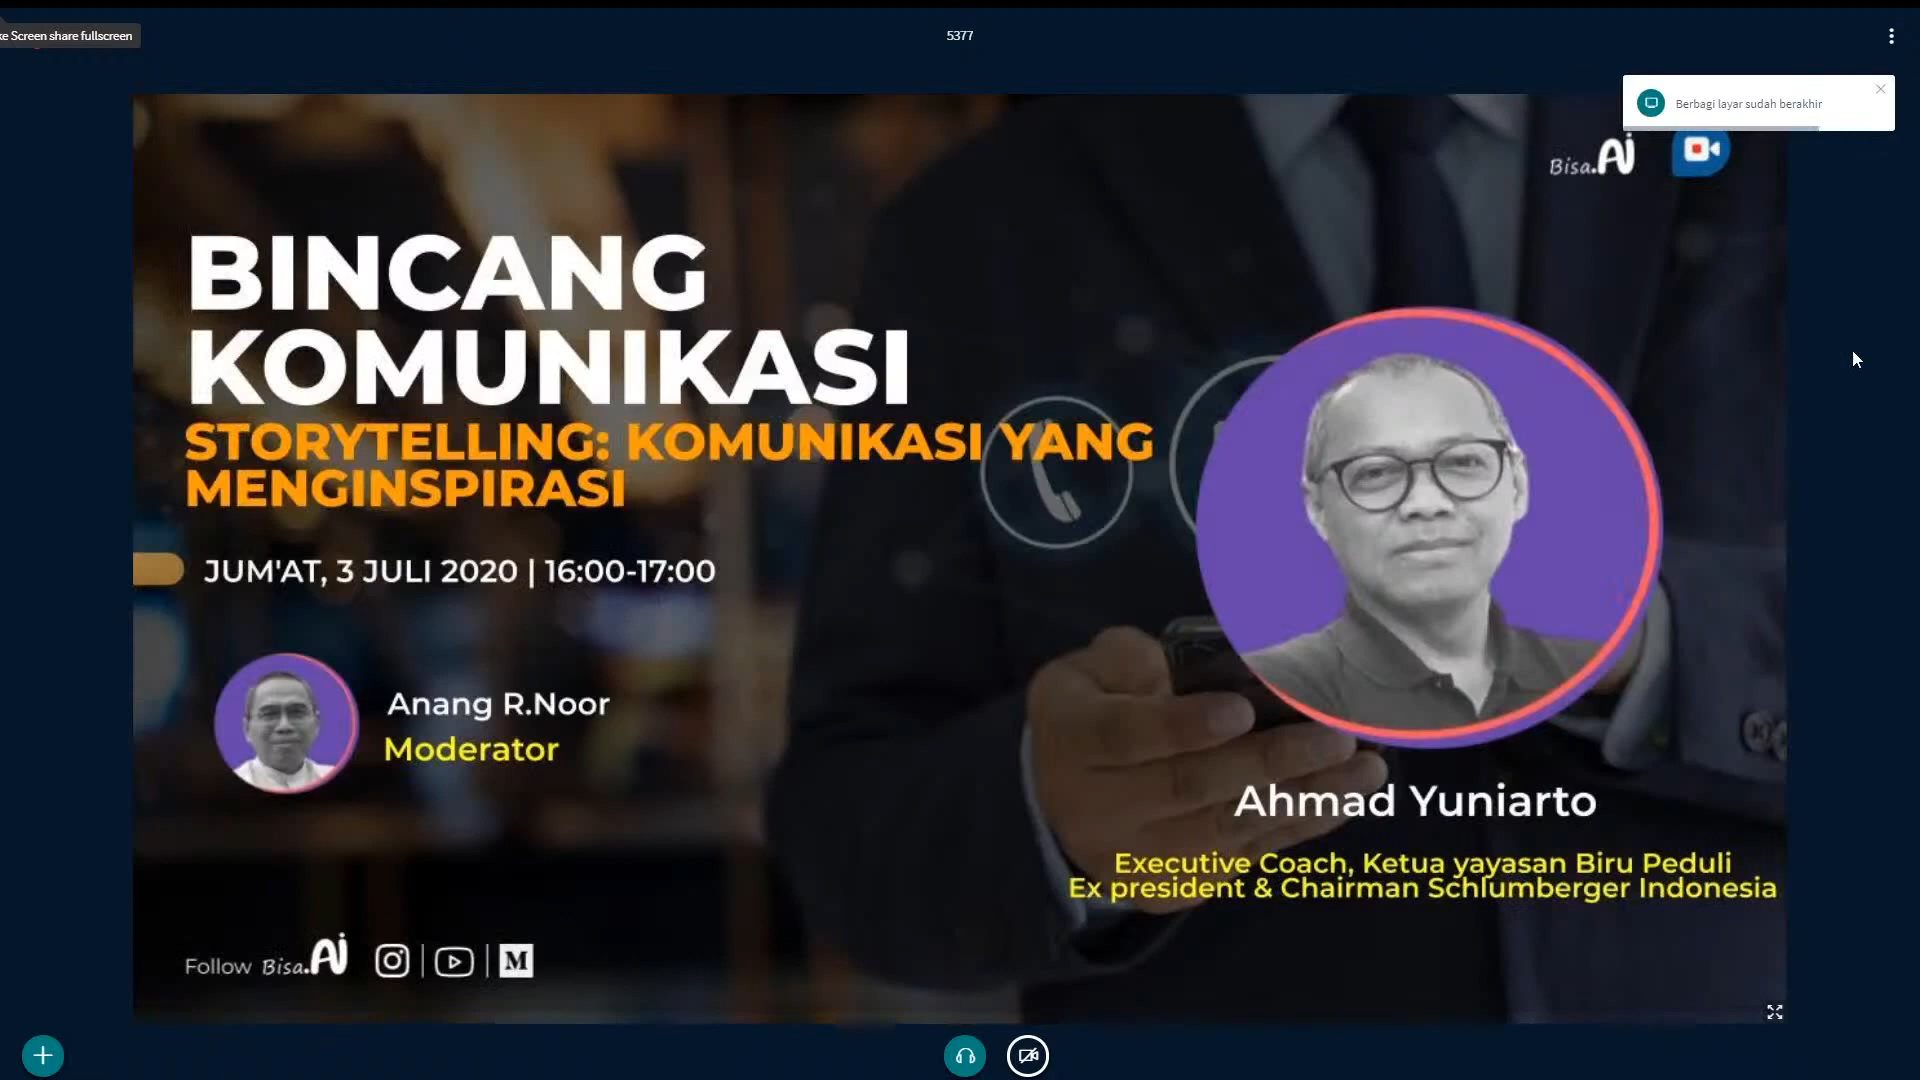 Screen share fullscreen
5377
Berbagi layar sudah berakhir
Bisa.Ai
BINCANG
KOMUNIKASI
STORYTELLING: KOMUNIKASI YANG
MENGINSPIRASI
JUM'AT, 3 JULI 2020 | 16:00-17:00
Anang R.Noor
Moderator
Ahmad Yuniarto
Executive Coach, Ketua yayasan Biru Peduli
Ex president & Chairman Schlumberger Indonesia
Follow Bisa.Ai
M